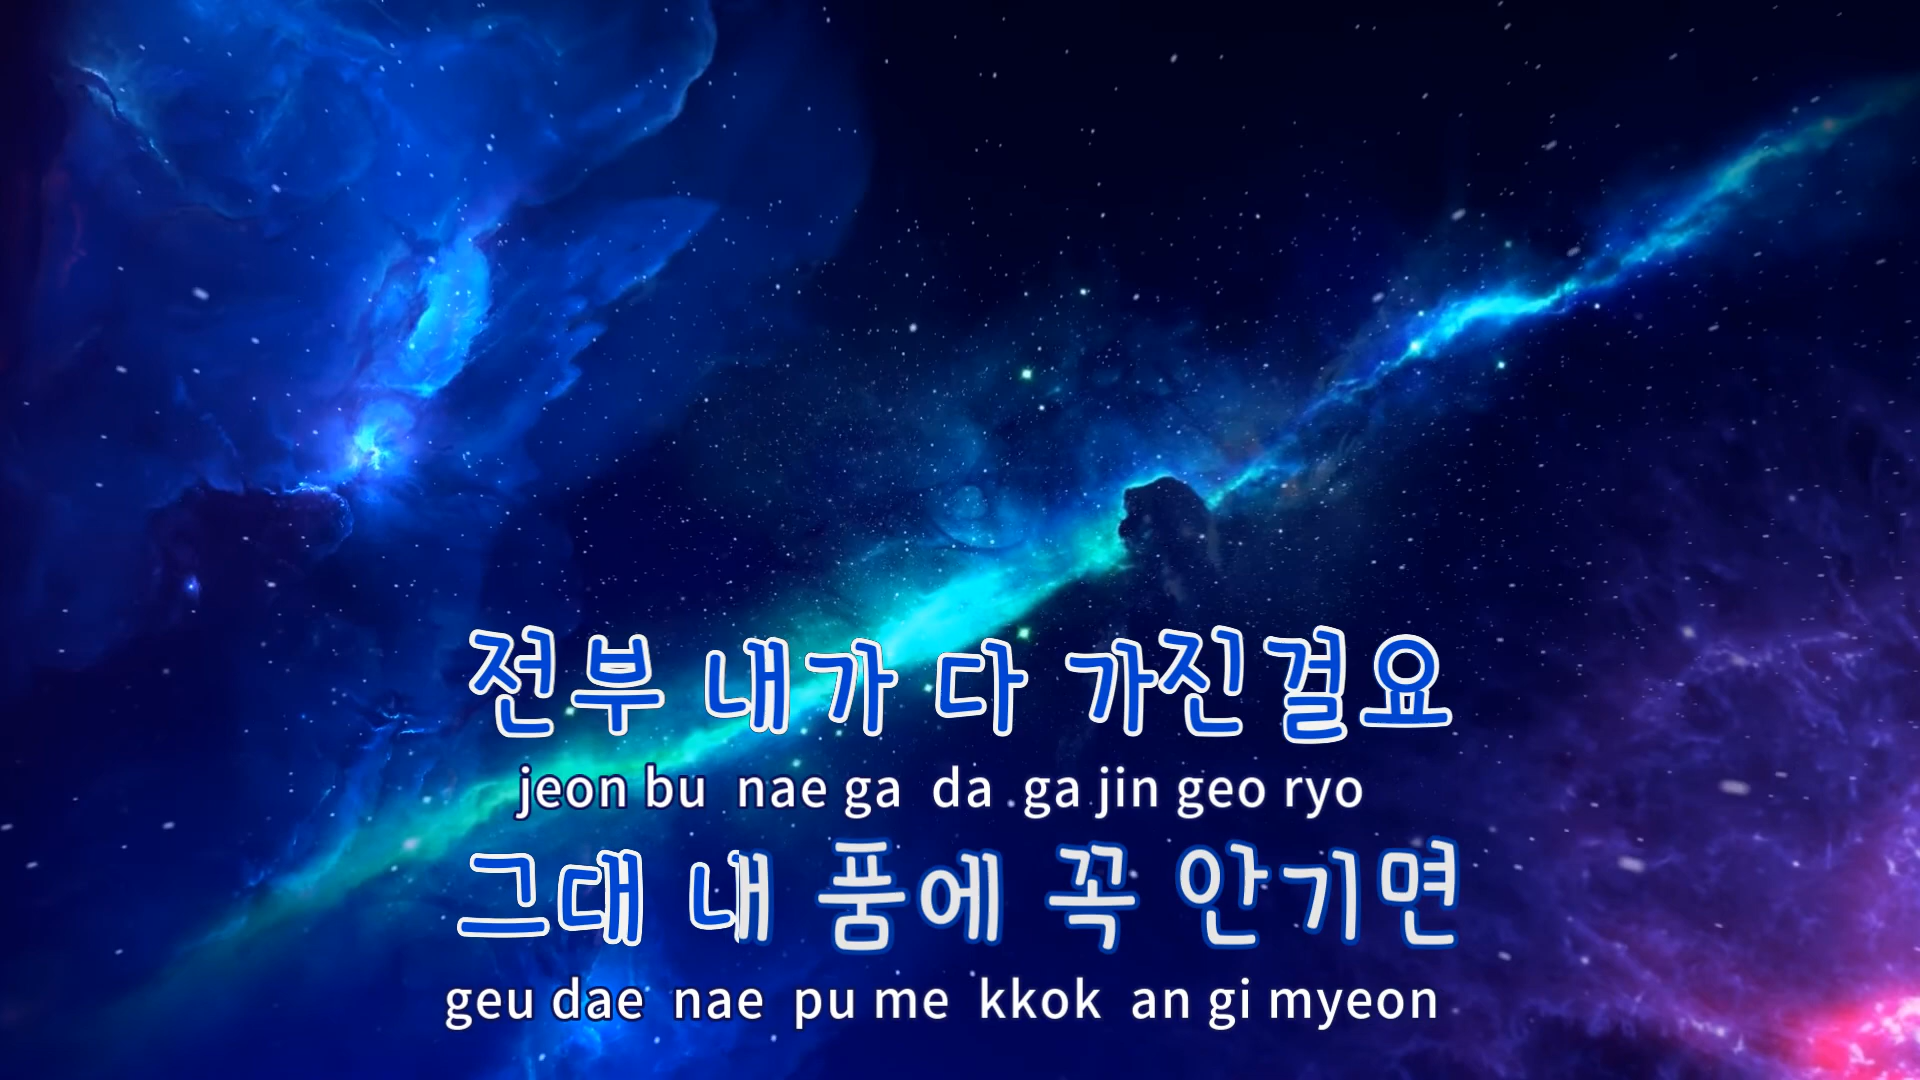 전부 내가 다 가진걸요
jeon bu nae ga da ga jin geo ryo
그대 내 품에 꼭 안기면
geu dae nae pu me kkok an gi myeon